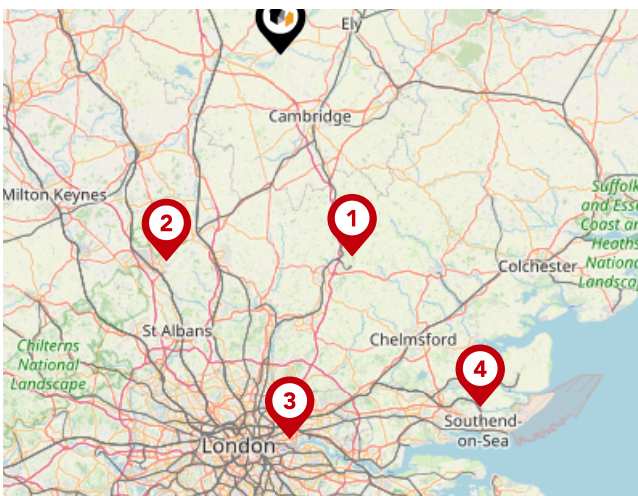 Ely
Cambridge
Milton Keynes
Suffolk
and Esse
Coast an
Heaths
Nationa
Landsca
2
1
Colchester
St Albans
Chelmsford
Chilterns
National
Landscape
4
3
Southend-
on-Sea
London